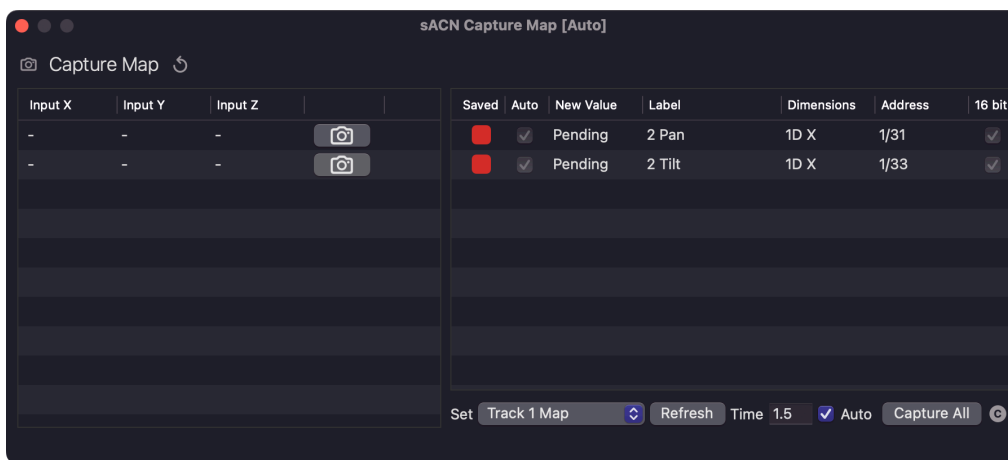 sACN Capture Map [Auto]
Capture Map
Input X Input Y Input Z
- - -
- - -
Saved Auto New Value Label Dimensions Address 16 bit
Pending 2 Pan 1D X 1/31
Pending 2 Tilt 1D X 1/33
Set Track 1 Map Refresh Time 1.5 Auto Capture All C